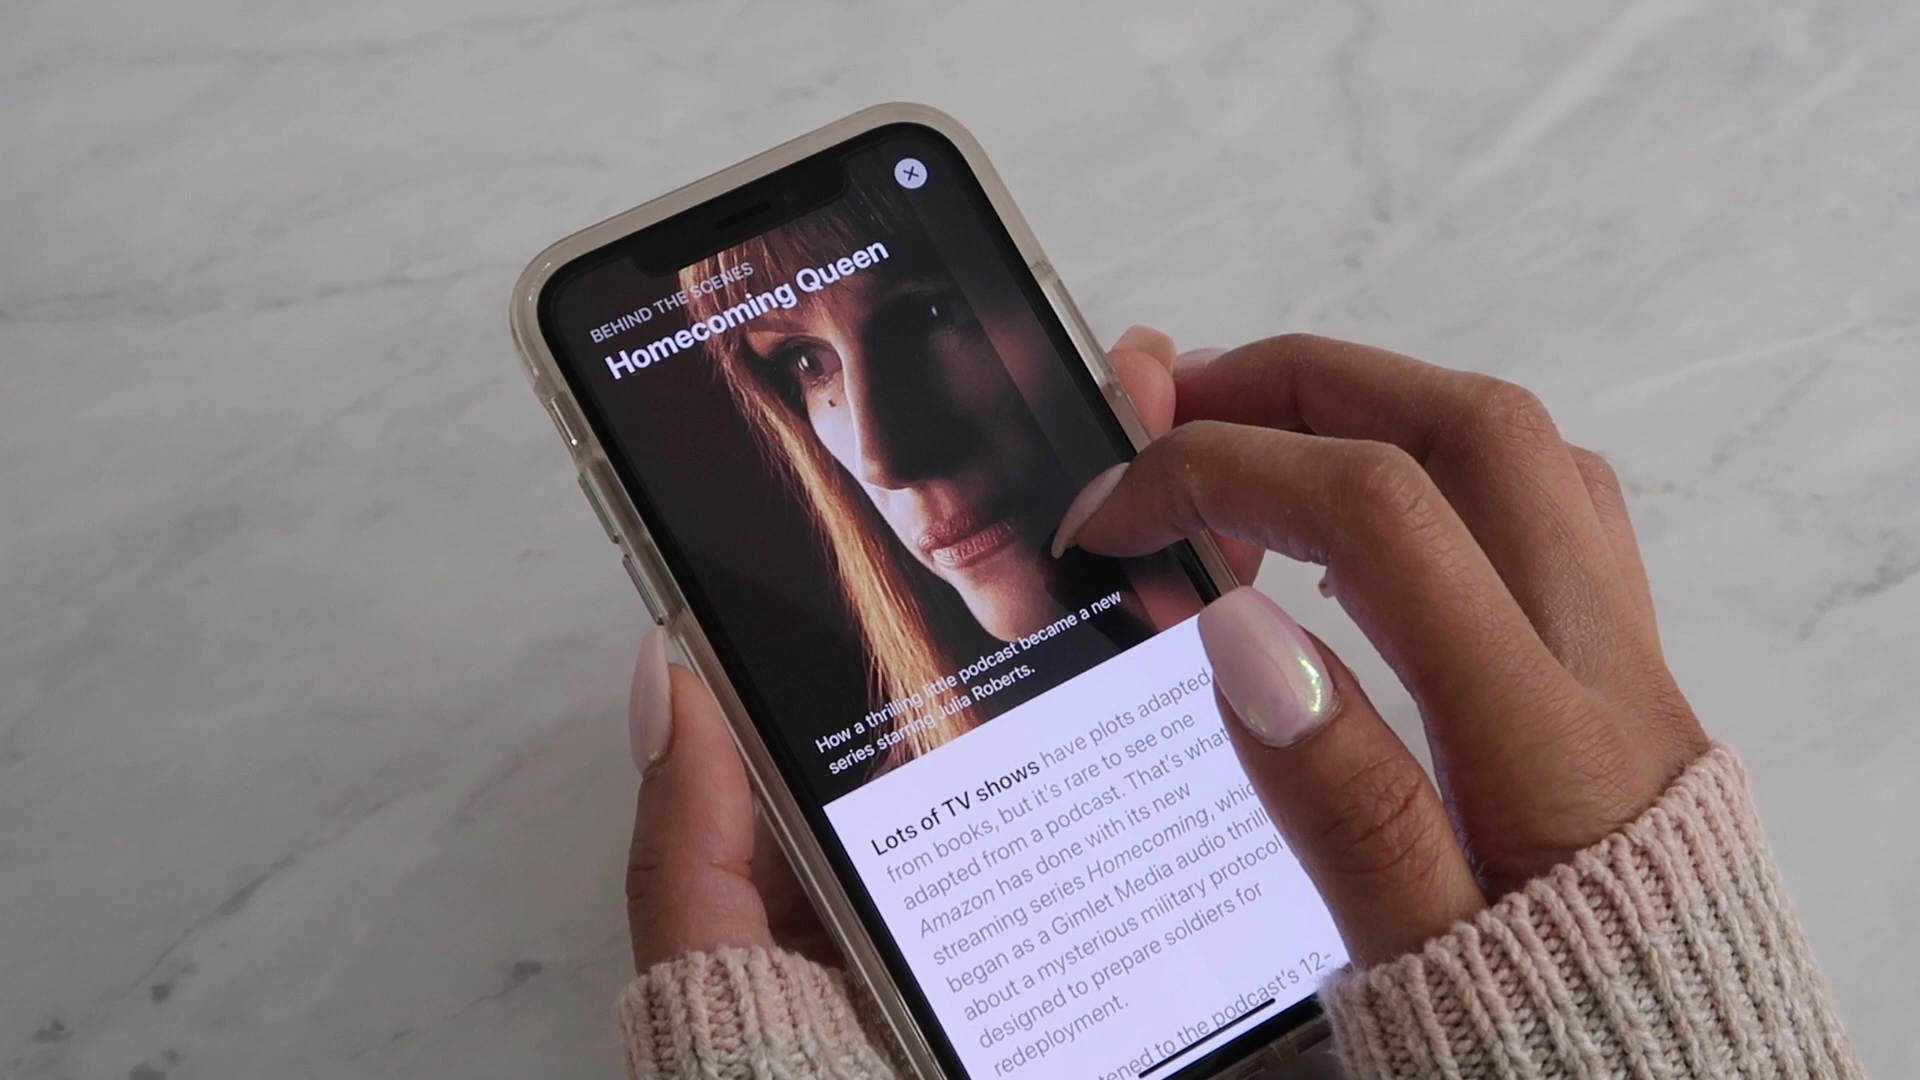 BEHIND THE SCENES
Homecoming Queen
How a thrilling little podcast became a new
series starring Julia Roberts.
Lots of TV shows have plots adapted
from books, but it's rare to see one
adapted from a podcast. That's what
Amazon has done with its new
streaming series Homecoming, which
began as a Gimlet Media audio thrill
about a mysterious military protocol
designed to prepare soldiers for
redeployment.
to the podcast's 12-